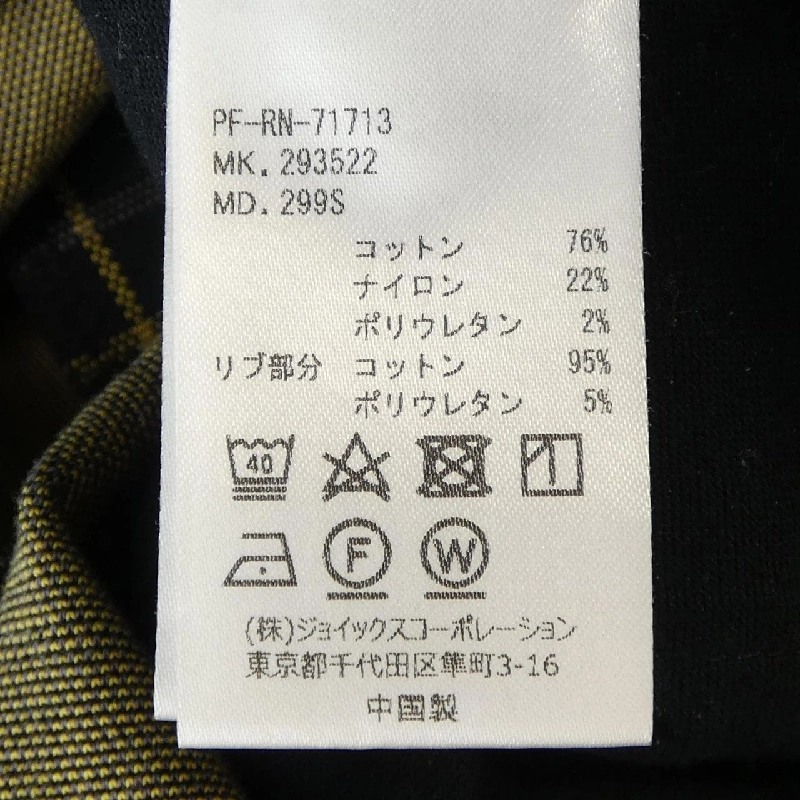 PF-RN-71713
MK. 293522
MD. 299S
コットン 76%
ナイロン 22%
ポリウレタン 2%
リブ部分 コットン 95%
ポリウレタン 5%
40
F W
(株)ジョイックスコーポレーション
東京都千代田区隼町3-16
中国製